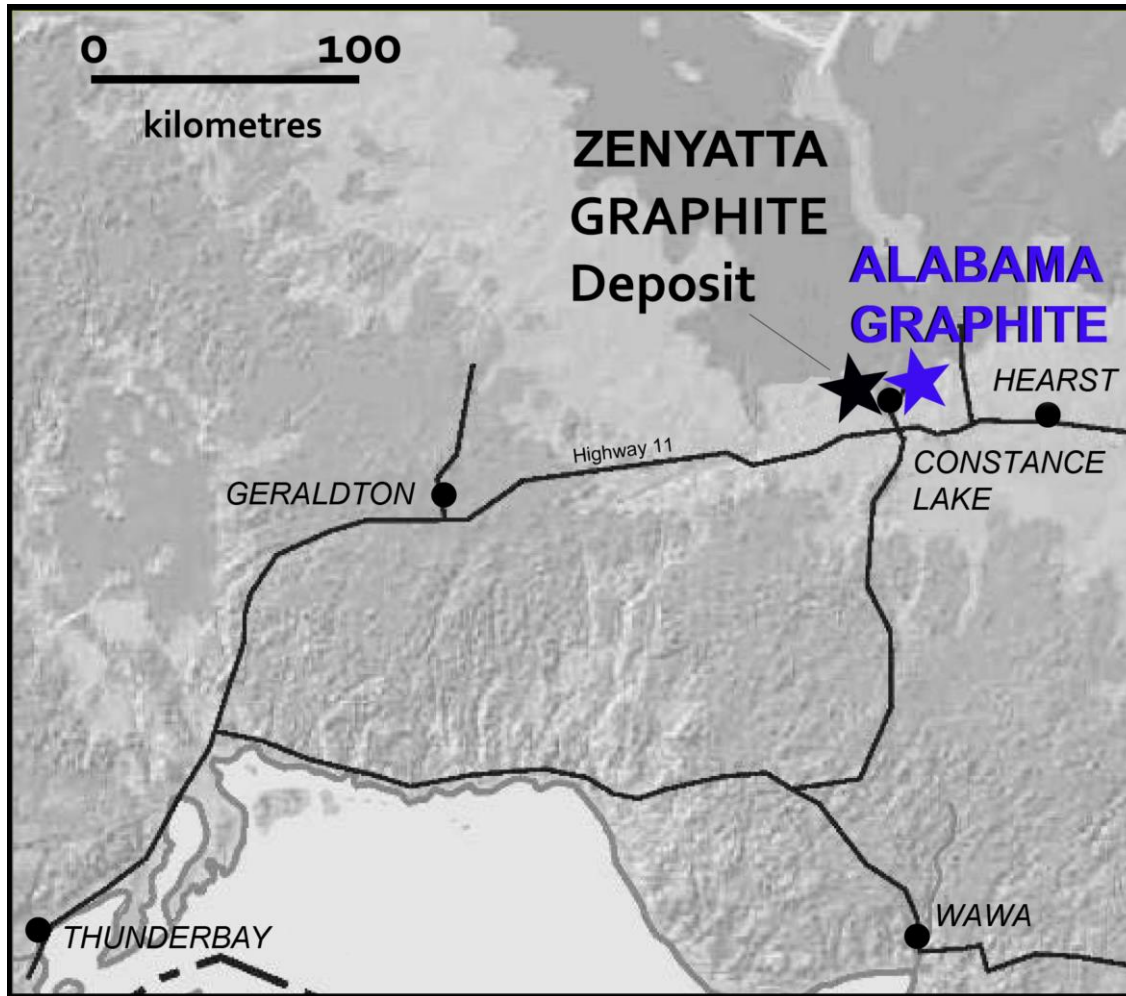 0 100
kilometres
ZENYATTA
GRAPHITE
Deposit
ALABAMA
GRAPHITE
HEARST
Highway 11
CONSTANCE
LAKE
GERALDTON
THUNDERBAY
WAWA